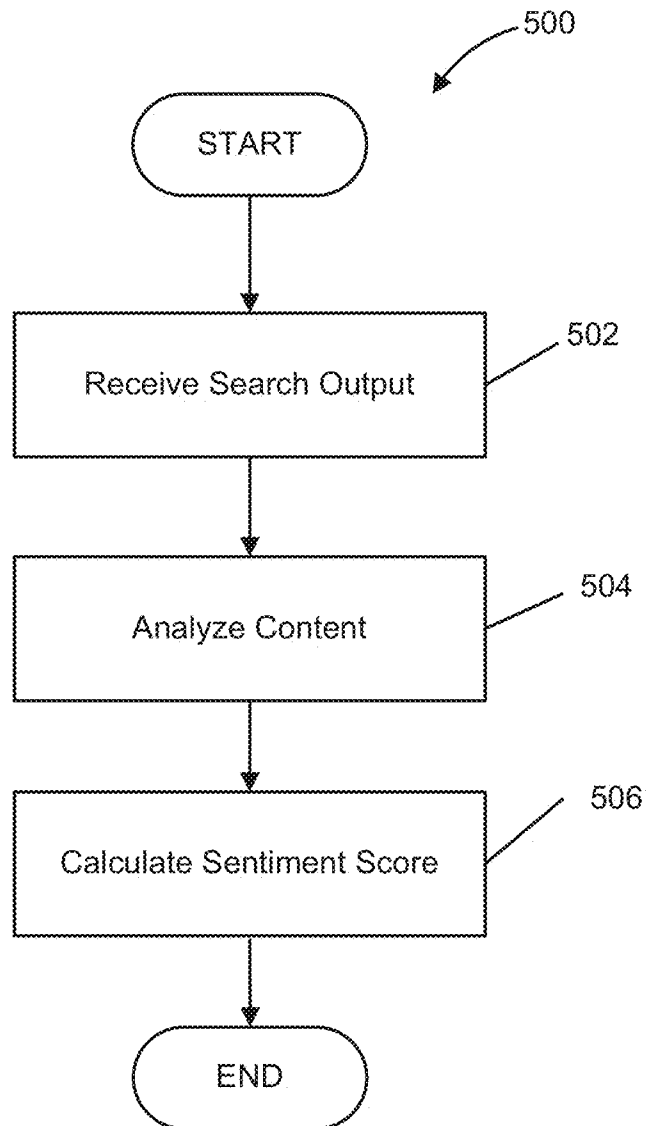 500
START
Receive Search Output
502
Analyze Content
504
Calculate Sentiment Score
506
END